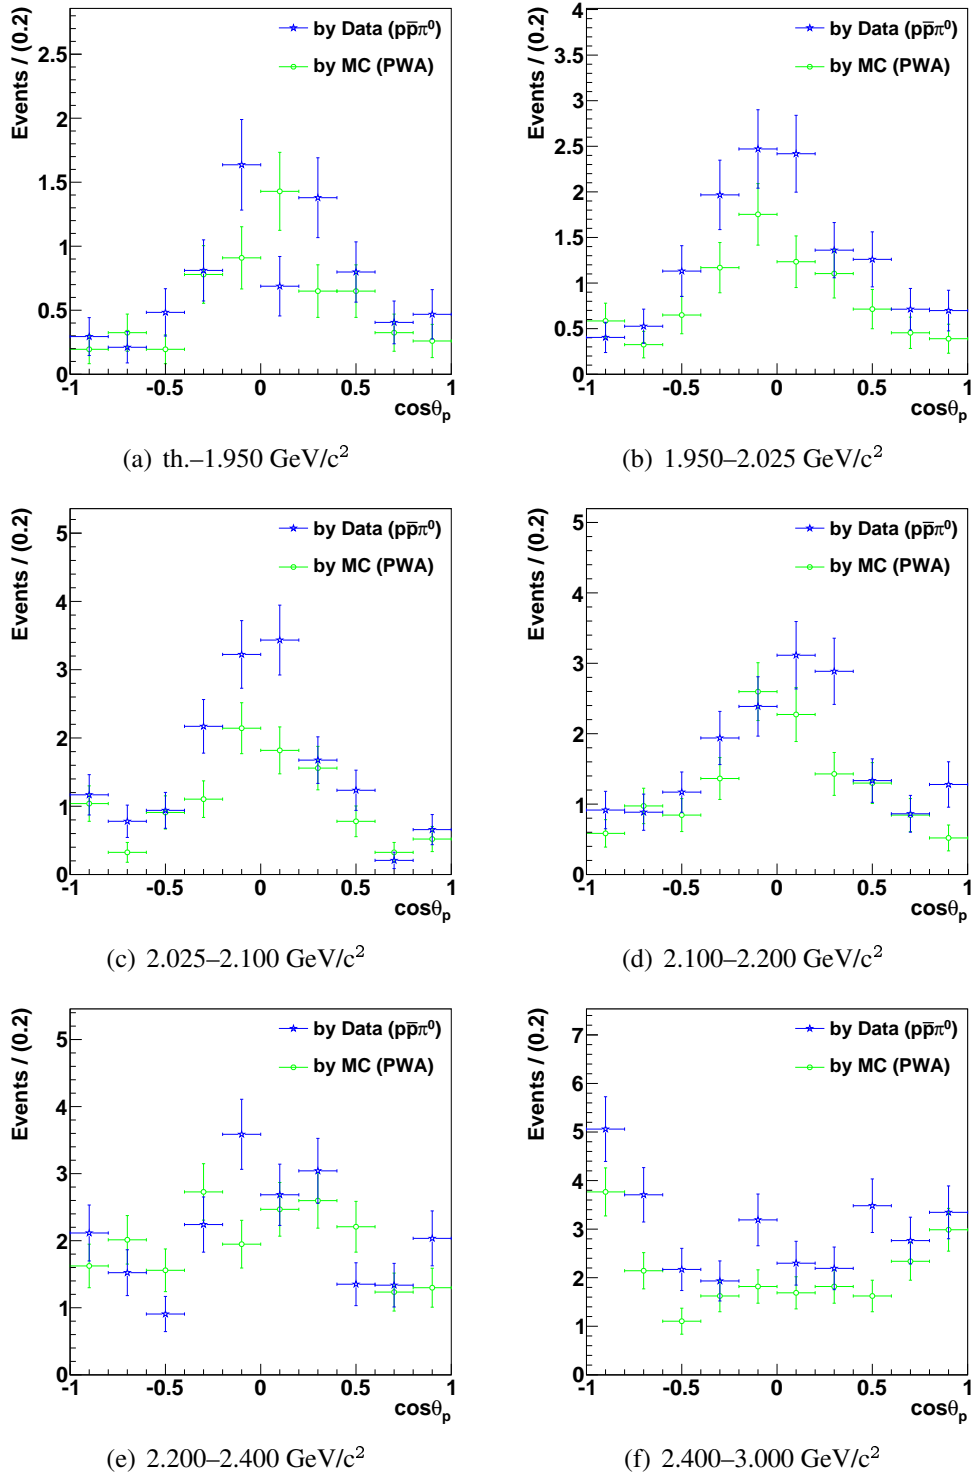 Events / (0.2)
by Data (pp̅π⁰)
by MC (PWA)
2.5
2
1.5
1
0.5
0
-1 -0.5 0 0.5 1
cosθp
(a) th.–1.950 GeV/c²
Events / (0.2)
by Data (pp̅π⁰)
by MC (PWA)
4
3.5
3
2.5
2
1.5
1
0.5
0
-1 -0.5 0 0.5 1
cosθp
(b) 1.950–2.025 GeV/c²
Events / (0.2)
by Data (pp̅π⁰)
by MC (PWA)
5
4
3
2
1
0
-1 -0.5 0 0.5 1
cosθp
(c) 2.025–2.100 GeV/c²
Events / (0.2)
by Data (pp̅π⁰)
by MC (PWA)
5
4
3
2
1
0
-1 -0.5 0 0.5 1
cosθp
(d) 2.100–2.200 GeV/c²
Events / (0.2)
by Data (pp̅π⁰)
by MC (PWA)
5
4
3
2
1
0
-1 -0.5 0 0.5 1
cosθp
(e) 2.200–2.400 GeV/c²
Events / (0.2)
by Data (pp̅π⁰)
by MC (PWA)
7
6
5
4
3
2
1
0
-1 -0.5 0 0.5 1
cosθp
(f) 2.400–3.000 GeV/c²